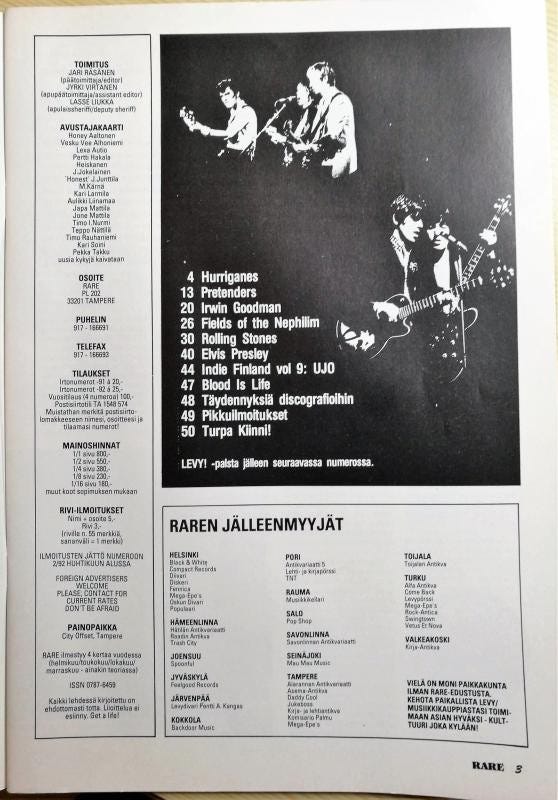 TOIMITUS
JARI RÄSÄNEN
(päätoimittaja/editor)
JYRKI VIRTANEN
(apupäätoimittaja/assistant editor)
LASSE LIUKKA
(apulaissheriffi/deputy sheriff)
AVUSTAJAKAARTI
Honey Aaltonen
Vesku Vee Alhoniemi
Lexa Autio
Pertti Hakala
Heiskanen
J.Jokelainen
'Honest' J.Junttila
M.Kärnä
Kari Larmila
Aulikki Liinamaa
Japa Mattila
Jone Mattila
Timo I.Nurmi
Teppo Nättilä
Timo Rauhaniemi
Kari Soini
Pekka Takku
uusia kykyjä kaivataan
OSOITE
RARE
PL 202
33201 TAMPERE
PUHELIN
917 - 166691
TELEFAX
917 - 166693
TILAUKSET
Irtonumerot -91 à 20,-
Irtonumerot -92 à 25,-
Vuositilaus (4 numeroa) 100,-
Postisiirtotili TA 1548 574
Muistathan merkitä postisiirto-
lomakkeeseen nimesi, osoitteesi ja
tilaamasi numerot!
MAINOSHINNAT
1/1 sivu 800,-
1/2 sivu 550,-
1/4 sivu 380,-
1/8 sivu 230,-
1/16 sivu 180,-
muut koot sopimuksen mukaan
RIVI-ILMOITUKSET
Nimi + osoite 5,-
Rivi 3,-
(riville n. 55 merkkiä,
sananväli = 1 merkki)
ILMOITUSTEN JÄTTÖ NUMEROON
2/92 HUHTIKUUN ALUSSA
FOREIGN ADVERTISERS
WELCOME
PLEASE, CONTACT FOR
CURRENT RATES
DON'T BE AFRAID
PAINOPAIKKA
City Offset, Tampere
RARE ilmestyy 4 kertaa vuodessa
(helmikuu/toukokuu/lokakuu/
marraskuu - ainakin teoriassa)
ISSN 0787-6459
Kaikki lehdessä kirjoitettu on
ehdottomasti totta. Liioittelua ei
esiinny. Get a life!
4 Hurriganes
13 Pretenders
20 Irwin Goodman
26 Fields of the Nephilim
30 Rolling Stones
40 Elvis Presley
44 Indie Finland vol 9: UJO
47 Blood Is Life
48 Täydennyksiä discografioihin
49 Pikkuilmoitukset
50 Turpa Kiinni!
LEVY! -palsta jälleen seuraavassa numerossa.
RAREN JÄLLEENMYYJÄT
HELSINKI
Black & White
Compact Records
Diiveri
Diskeri
Fennica
Mega-Epe's
Oskun Divari
Populaari
HÄMEENLINNA
Hätilän Antikvariaatti
Raadin Antikva
Trash City
JOENSUU
Spoonful
JYVÄSKYLÄ
Feelgood Records
JÄRVENPÄÄ
Levydivari Pentti A. Kangas
KOKKOLA
Backdoor Music
PORI
Antikvariaatti 5
Lehti- ja kirjapörssi
TNT
RAUMA
Musiikkeitari
SALO
Pop Shop
SAVONLINNA
Savonlinnan Antikvariaatti
SEINÄJOKI
Mau Mau Music
TAMPERE
Alarannan Antikvariaatti
Asema-Antikva
Daddy Cool
Jukeboss
Kirja- ja lehtiantikva
Komisario Palmu
Mega-Epe's
TOIJALA
Toijalan Antikva
TURKU
Alfa Antikva
Come Back
Levypörssi
Mega-Epe's
Rock-Antica
Swingtown
Vetus Et Nova
VALKEAKOSKI
Kirja-Antikva
VIELÄ ON MONI PAIKKAKUNTA
ILMAN RARE-EDUSTUSTA.
KEHOTA PAIKALLISTA LEVY/
MUSIIKKAUPPIASTASI TOIMI-
MAAN ASIAN HYVÄKSI - KULT-
TUURI JOKA KYLÄÄN!
RARE 3